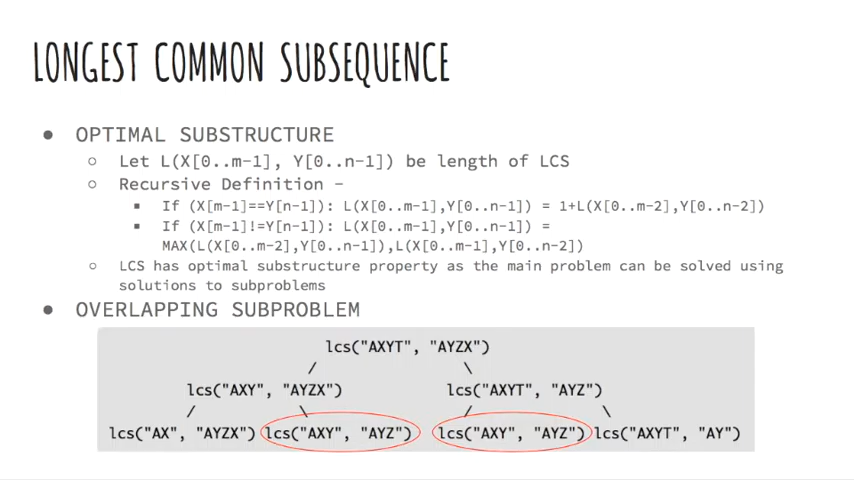 LONGEST COMMON SUBSEQUENCE
● OPTIMAL SUBSTRUCTURE
○ Let L(X[0..m-1], Y[0..n-1]) be length of LCS
○ Recursive Definition –
▪ If (X[m-1]==Y[n-1]): L(X[0..m-1],Y[0..n-1]) = 1+L(X[0..m-2],Y[0..n-2])
▪ If (X[m-1]!=Y[n-1]): L(X[0..m-1],Y[0..n-1]) =
MAX(L(X[0..m-2],Y[0..n-1]),L(X[0..m-1],Y[0..n-2])
○ LCS has optimal substructure property as the main problem can be solved using
solutions to subproblems
● OVERLAPPING SUBPROBLEM
lcs("AXYT", "AYZX")
/ \
lcs("AXY", "AYZX") lcs("AXYT", "AYZ")
/ \ / \
lcs("AX", "AYZX") lcs("AXY", "AYZ") lcs("AXY", "AYZ") lcs("AXYT", "AY")